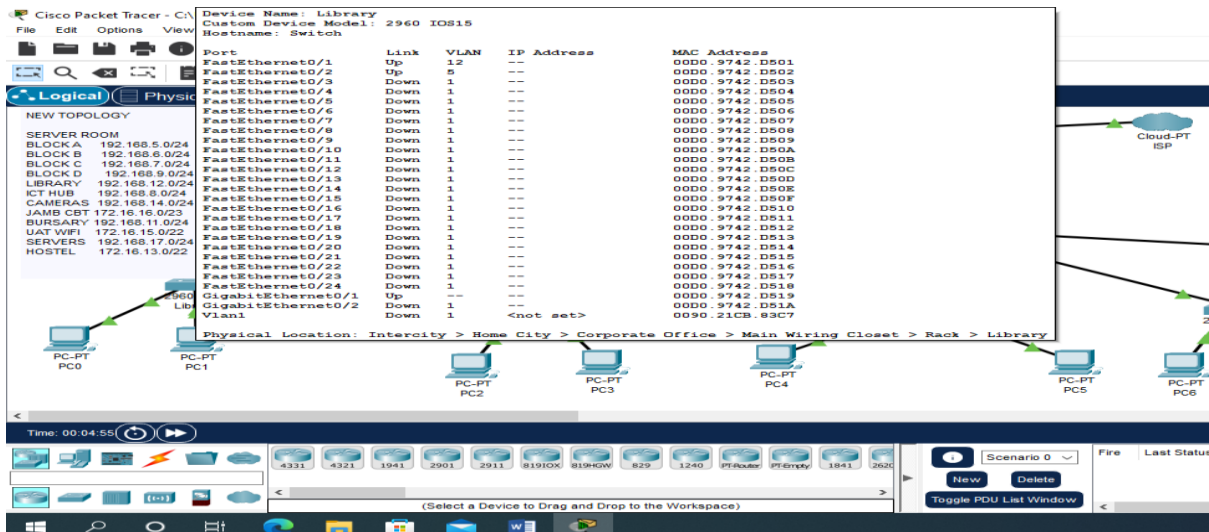 Cisco Packet Tracer - C:\
File Edit Options View
Logical Physic
NEW TOPOLOGY
SERVER ROOM
BLOCK A 192.168.5.0/24
BLOCK B 192.168.6.0/24
BLOCK C 192.168.7.0/24
BLOCK D 192.168.9.0/24
LIBRARY 192.168.12.0/24
ICT HUB 192.168.8.0/24
CAMERAS 192.168.14.0/24
JAMB CBT 172.16.16.0/23
BURSARY 192.168.11.0/24
UAT WIFI 172.16.15.0/22
SERVERS 192.168.17.0/24
HOSTEL 172.16.13.0/22
Device Name: Library
Custom Device Model: 2960 IOS15
Hostname: Switch
Port Link VLAN IP Address MAC Address
FastEthernet0/1 Up 12 -- 00D0.9742.D501
FastEthernet0/2 Up 5 -- 00D0.9742.D502
FastEthernet0/3 Down 1 -- 00D0.9742.D503
FastEthernet0/4 Down 1 -- 00D0.9742.D504
FastEthernet0/5 Down 1 -- 00D0.9742.D505
FastEthernet0/6 Down 1 -- 00D0.9742.D506
FastEthernet0/7 Down 1 -- 00D0.9742.D507
FastEthernet0/8 Down 1 -- 00D0.9742.D508
FastEthernet0/9 Down 1 -- 00D0.9742.D509
FastEthernet0/10 Down 1 -- 00D0.9742.D50A
FastEthernet0/11 Down 1 -- 00D0.9742.D50B
FastEthernet0/12 Down 1 -- 00D0.9742.D50C
FastEthernet0/13 Down 1 -- 00D0.9742.D50D
FastEthernet0/14 Down 1 -- 00D0.9742.D50E
FastEthernet0/15 Down 1 -- 00D0.9742.D50F
FastEthernet0/16 Down 1 -- 00D0.9742.D510
FastEthernet0/17 Down 1 -- 00D0.9742.D511
FastEthernet0/18 Down 1 -- 00D0.9742.D512
FastEthernet0/19 Down 1 -- 00D0.9742.D513
FastEthernet0/20 Down 1 -- 00D0.9742.D514
FastEthernet0/21 Down 1 -- 00D0.9742.D515
FastEthernet0/22 Down 1 -- 00D0.9742.D516
FastEthernet0/23 Down 1 -- 00D0.9742.D517
FastEthernet0/24 Down 1 -- 00D0.9742.D518
GigabitEthernet0/1 Up -- -- 00D0.9742.D519
GigabitEthernet0/2 Down 1 -- 00D0.9742.D51A
Vlan1 Down 1 <not set> 0090.21CB.83C7
Physical Location: Intercity > Home City > Corporate Office > Main Wiring Closet > Rack > Library
Cloud-PT
ISP
2960
Lib
2
PC-PT
PC0
PC-PT
PC1
PC-PT
PC2
PC-PT
PC3
PC-PT
PC4
PC-PT
PC5
PC-PT
PC6
Time: 00:04:55
4331 4321 1941 2901 2911 819IOX 819HGW 829 1240 PT-Router PT-Empty 1841 2620
(Select a Device to Drag and Drop to the Workspace)
Scenario 0
New Delete
Toggle PDU List Window
Fire Last Status